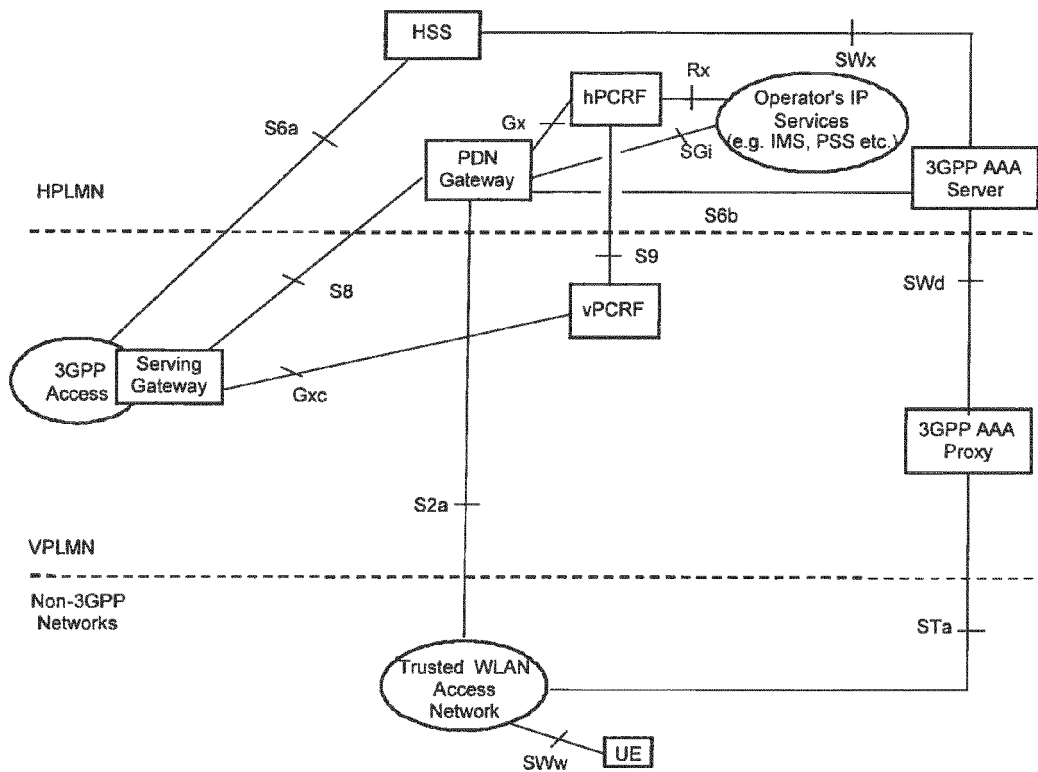 HSS
SWx
Rx
hPCRF
Operator's IP
Services
(e.g. IMS, PSS etc.)
Gx
S6a
SGi
PDN
Gateway
3GPP AAA
Server
HPLMN
S6b
S9
S8
SWd
vPCRF
3GPP
Access
Serving
Gateway
Gxc
3GPP AAA
Proxy
S2a
VPLMN
Non-3GPP
Networks
STa
Trusted WLAN
Access
Network
SWw
UE